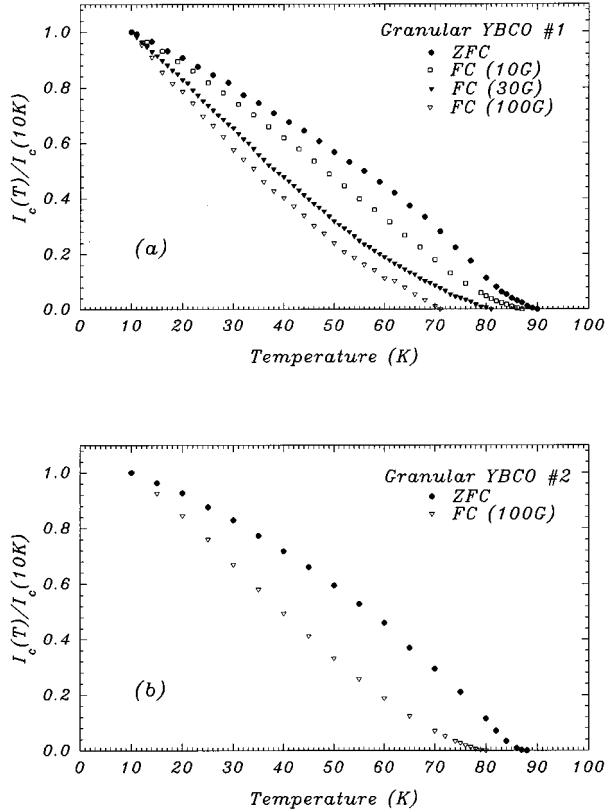 Granular YBCO #1
ZFC
FC (10G)
FC (30G)
FC (100G)
I_c(T)/I_c(10K)
1.0
0.8
0.6
0.4
0.2
0.0
(a)
0 10 20 30 40 50 60 70 80 90 100
Temperature (K)
Granular YBCO #2
ZFC
FC (100G)
I_c(T)/I_c(10K)
1.0
0.8
0.6
0.4
0.2
0.0
(b)
0 10 20 30 40 50 60 70 80 90 100
Temperature (K)